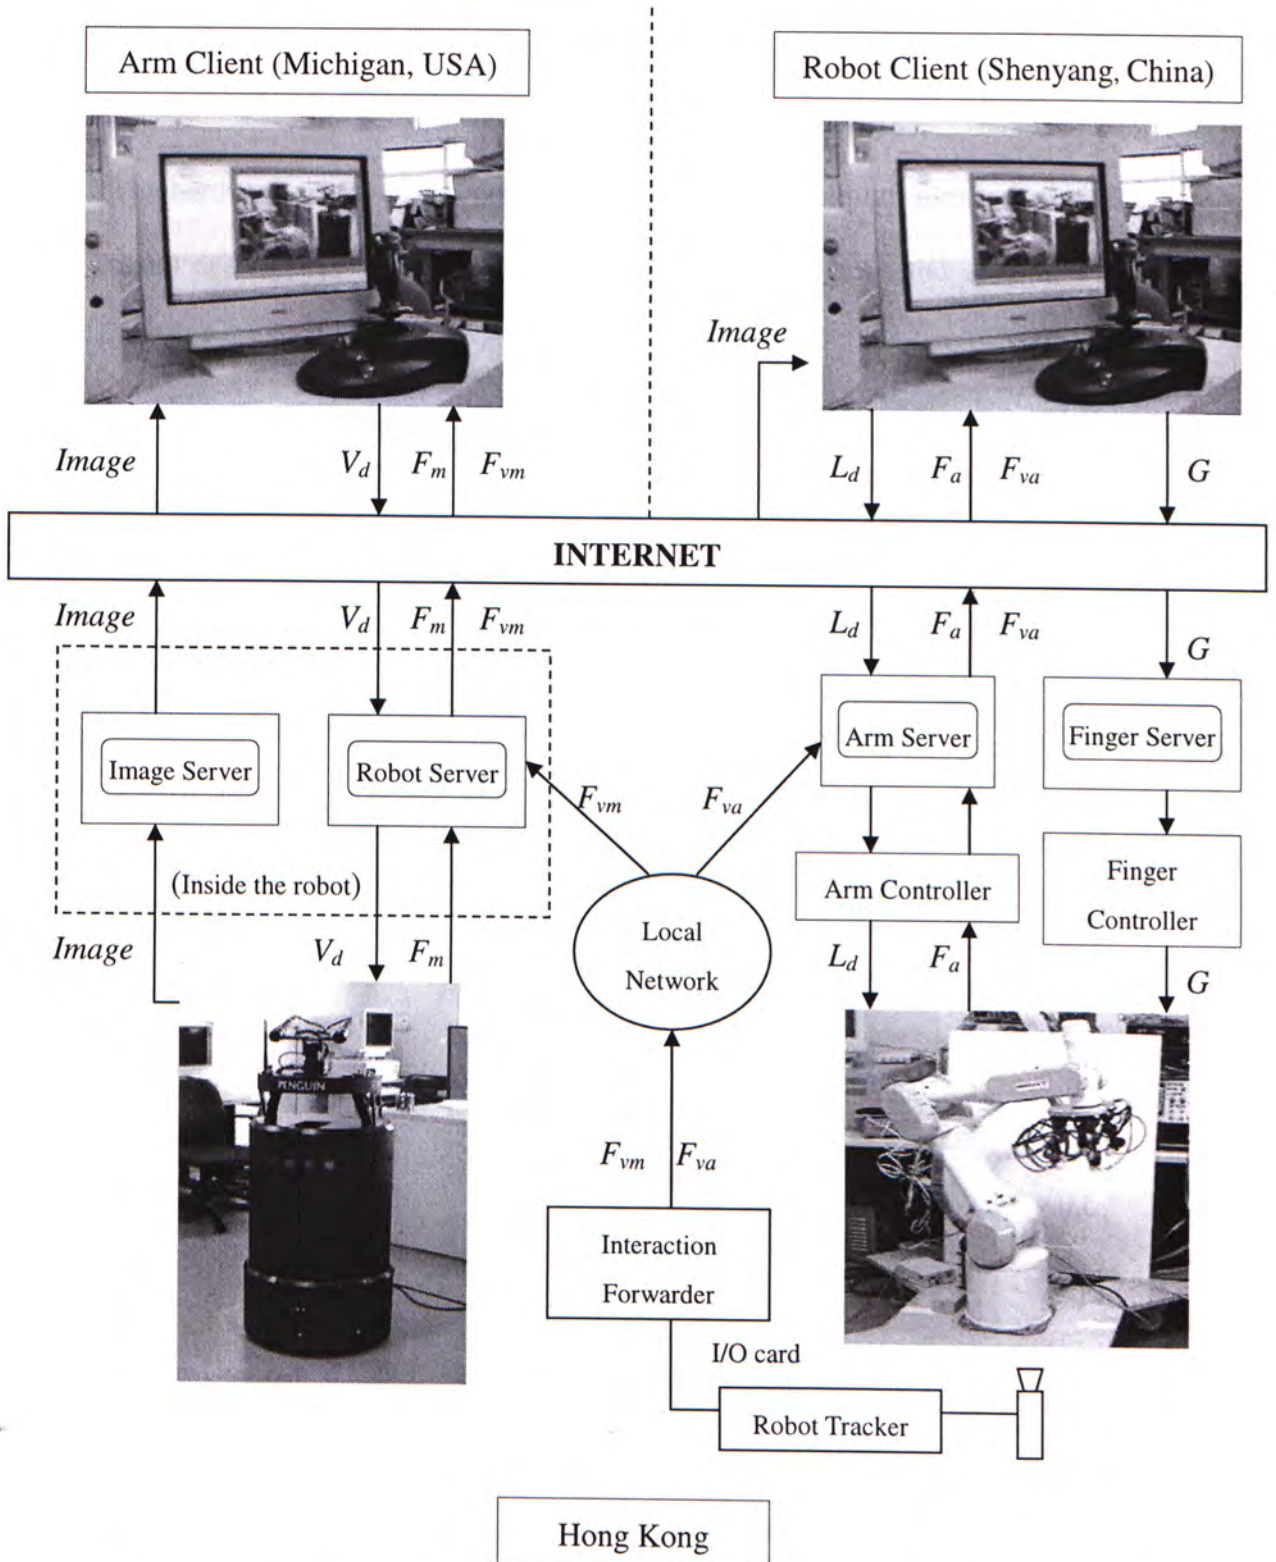 Arm Client (Michigan, USA)
Robot Client (Shenyang, China)
Image
Image
V_d
F_m
F_vm
L_d
F_a
F_va
G
INTERNET
Image
V_d
F_m
F_vm
L_d
F_a
F_va
G
Image Server
Robot Server
Arm Server
Finger Server
F_vm
F_va
(Inside the robot)
Arm Controller
Finger
Controller
Image
V_d
F_m
Local
Network
L_d
F_a
G
PENGUIN
F_vm
F_va
Interaction
Forwarder
I/O card
Robot Tracker
Hong Kong